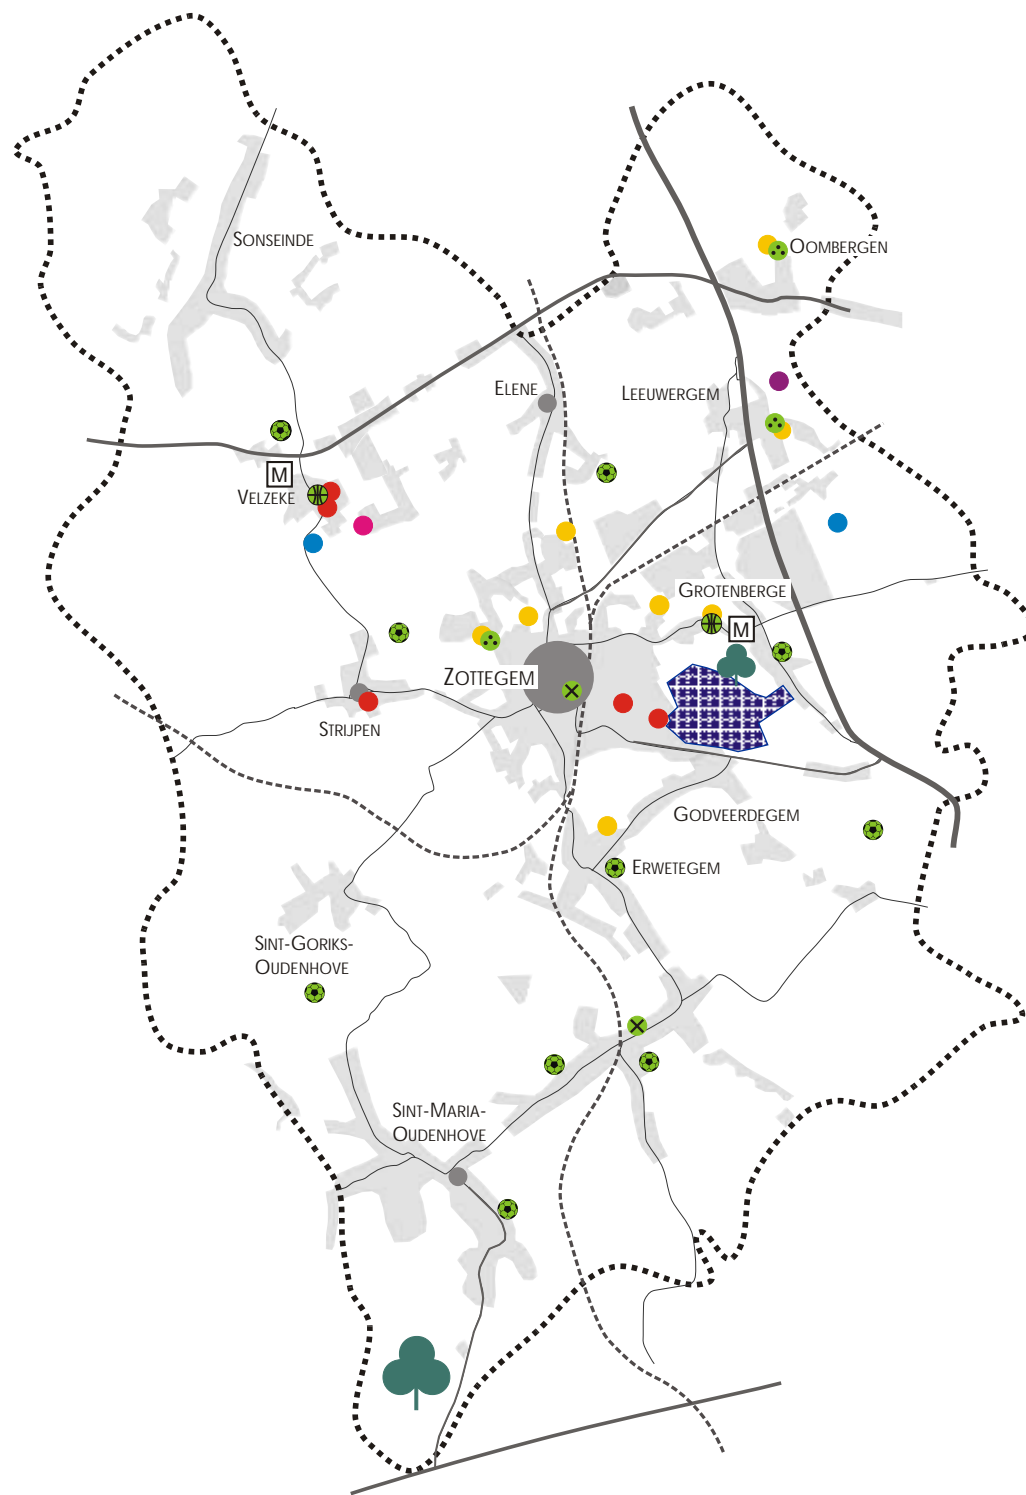 SONSEINDE
OOMBERGEN
ELENE
LEEUWERGEM
M
VELZEKE
GROTENBERGE
M
ZOTTEGEM
STRIJPEN
GODVEERDEGEM
ERWETEGEM
SINT-GORIKS-
OUDENHOVE
SINT-MARIA-
OUDENHOVE